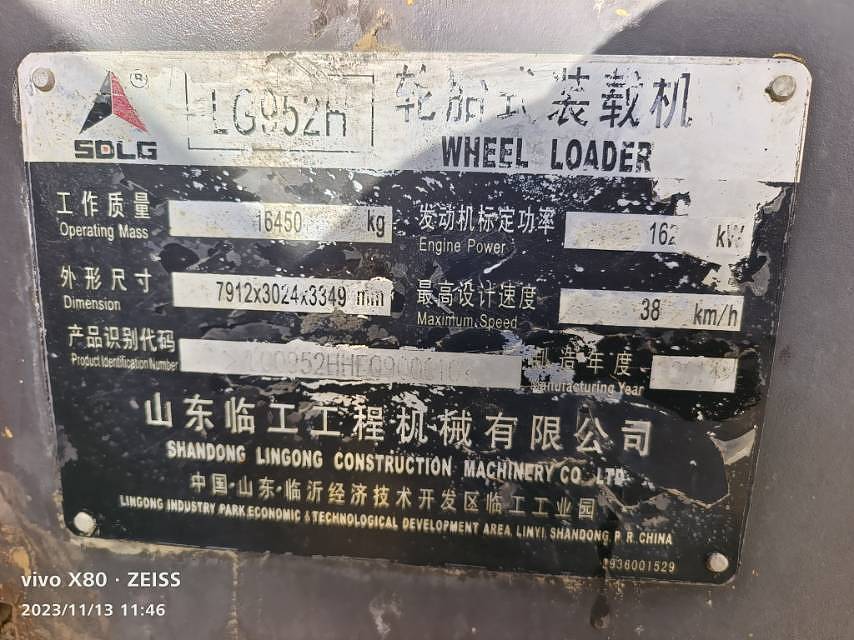 ®
SDLG
LG952H
轮胎式装载机
WHEEL LOADER
工作质量 16450 kg
Operating Mass
发动机标定功率 162 kW
Engine Power
外形尺寸 7912x3024x3349 mm
Dimension
最高设计速度 38 km/h
Maximum Speed
产品识别代码
Product Identification Number
制造年度
Manufacturing Year
山东临工工程机械有限公司
SHANDONG LINGONG CONSTRUCTION MACHINERY CO LTD
中国·山东·临沂经济技术开发区临工工业园
LINGONG INDUSTRY PARK ECONOMIC & TECHNOLOGICAL DEVELOPMENT AREA LINYI SHANDONG P. R. CHINA
2936001529
vivo X80 · ZEISS
2023/11/13 11:46